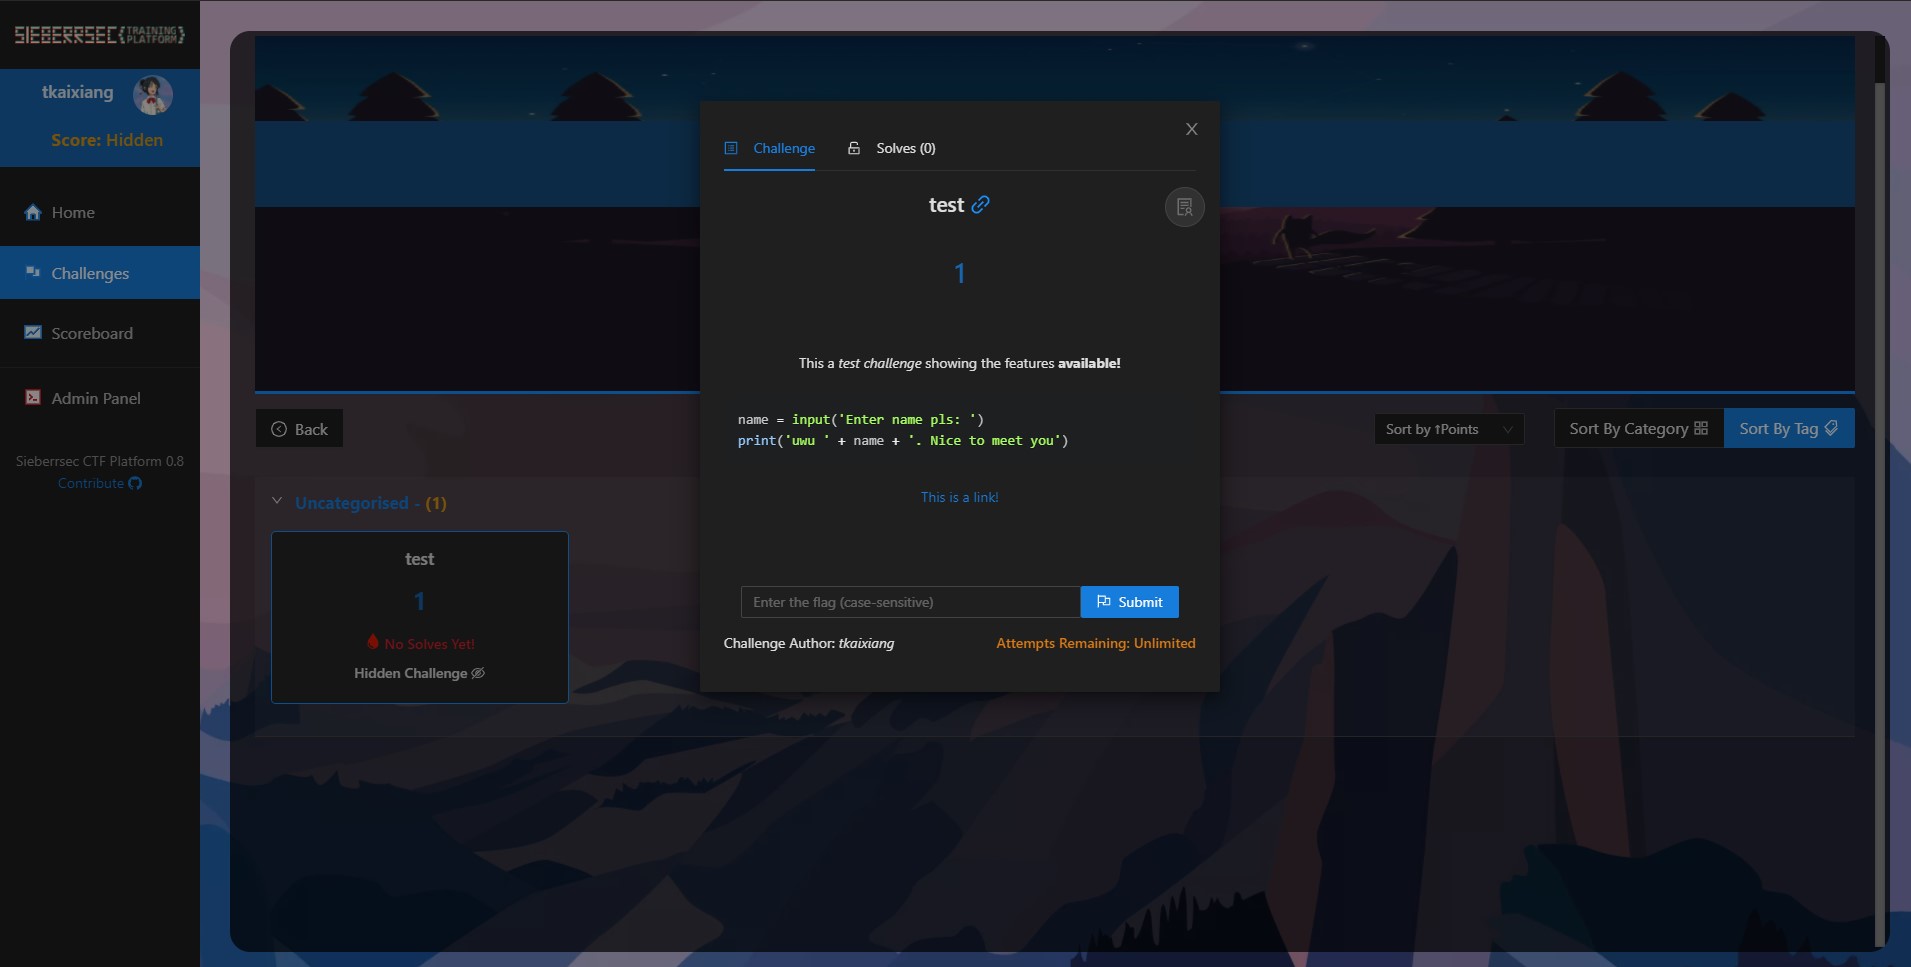 SIEBERRSEC{TRAINING PLATFORM}
tkaixiang
Score: Hidden
Home
Challenges
Scoreboard
Admin Panel
Sieberrsec CTF Platform 0.8
Contribute
Back
Sort by ↑Points
Sort By Category
Sort By Tag
Uncategorised - (1)
test
1
No Solves Yet!
Hidden Challenge
Challenge
Solves (0)
test
1
This a test challenge showing the features available!
name = input('Enter name pls: ')
print('uwu ' + name + '. Nice to meet you')
This is a link!
Enter the flag (case-sensitive)
Submit
Challenge Author: tkaixiang
Attempts Remaining: Unlimited